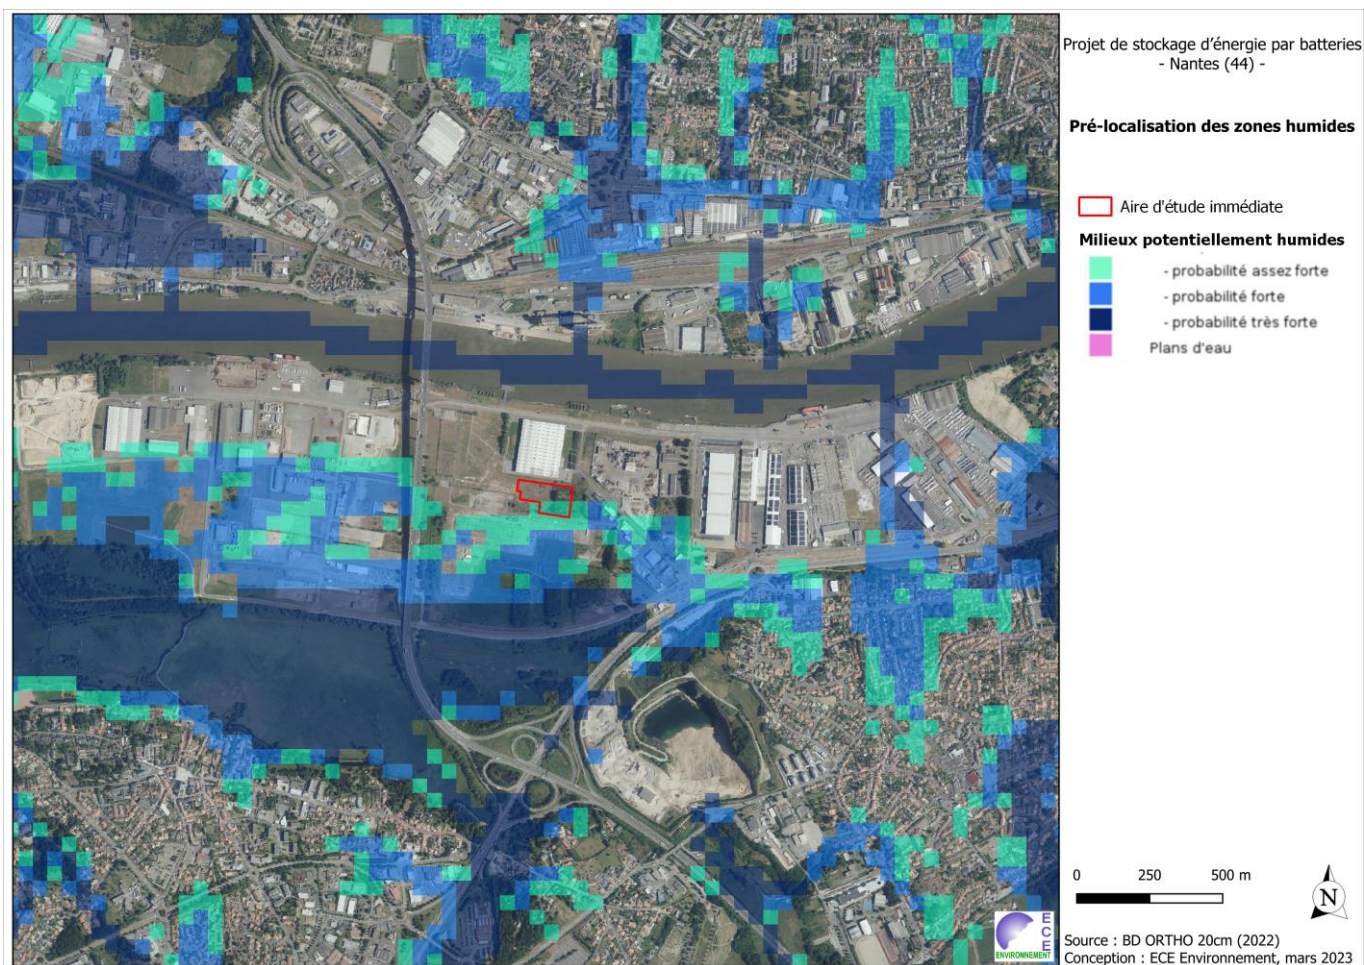 Projet de stockage d’énergie par batteries
- Nantes (44) -
Pré-localisation des zones humides
Aire d'étude immédiate
Milieux potentiellement humides
- probabilité assez forte
- probabilité forte
- probabilité très forte
Plans d'eau
0 250 500 m
N
ECE
ENVIRONNEMENT
Source : BD ORTHO 20cm (2022)
Conception : ECE Environnement, mars 2023